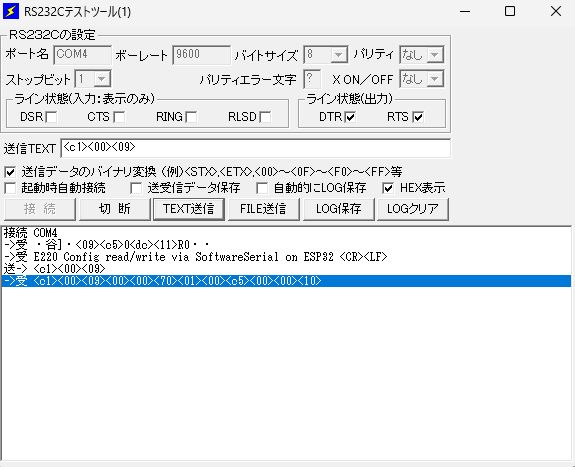 RS232Cテストツール(1)
RS232Cの設定
ポート名 COM4 ボーレート 9600 バイトサイズ 8 パリティ なし
ストップビット 1 パリティエラー文字 ? X ON／OFF なし
ライン状態(入力:表示のみ) ライン状態(出力)
DSR CTS RING RLSD DTR RTS
送信TEXT <c1><00><09>
送信データのバイナリ変換 (例)<STX>,<ETX>,<00>～<0F>～<F0>～<FF>等
起動時自動接続 送受信データ保存 自動的にLOG保存 HEX表示
接 続 切 断 TEXT送信 FILE送信 LOG保存 LOGクリア
接続 COM4
->受 ・谷]・<09><c5>0<dc><11>R0・・
->受 E220 Config read/write via SoftwareSerial on ESP32 <CR><LF>
送-> <c1><00><09>
->受 <c1><00><09><00><00><70><01><00><c5><00><00><10>